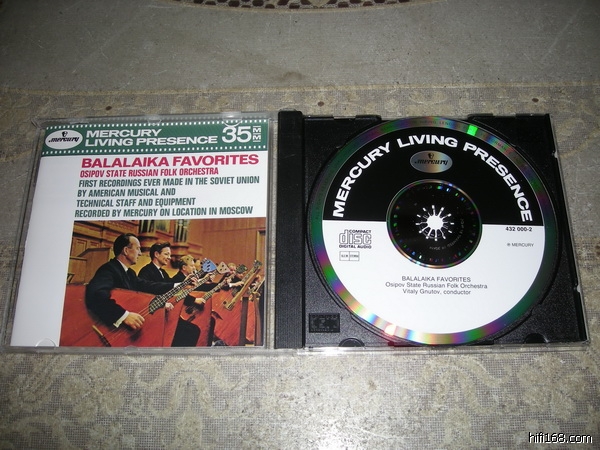 Mercury
MERCURY
LIVING PRESENCE
35
MM
BALALAIKA FAVORITES
OSIPOV STATE RUSSIAN FOLK ORCHESTRA
FIRST RECORDINGS EVER MADE IN THE SOVIET UNION
BY AMERICAN MUSICAL AND
TECHNICAL STAFF AND EQUIPMENT
RECORDED BY MERCURY ON LOCATION IN MOSCOW
MERCURY LIVING PRESENCE
mercury
432 000-2
COMPACT
disc
DIGITAL AUDIO
℗ MERCURY
BALALAIKA FAVORITES
Osipov State Russian Folk Orchestra
Vitaly Gnutov, conductor
hifi168.com